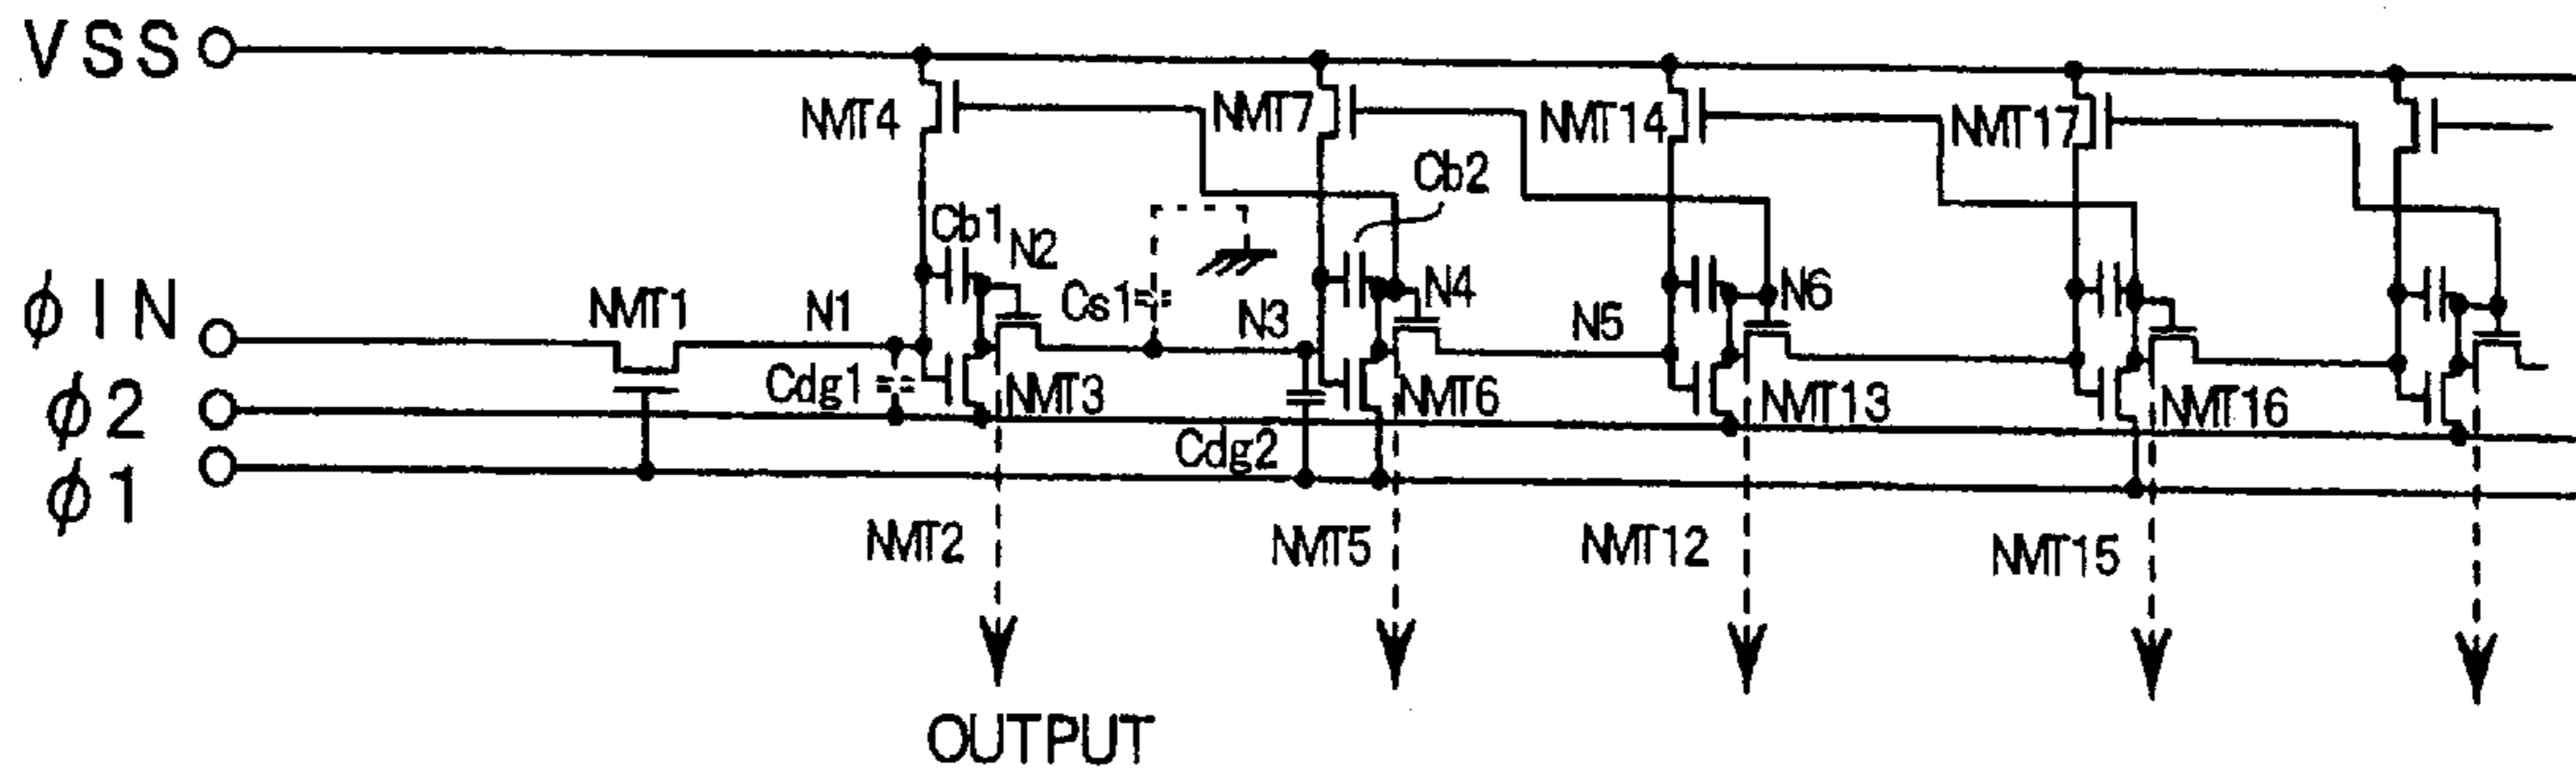 VSS
NMT4
NMT7
NMT14
NMT17
Cb2
Cb1
N2
φIN
NMT1
N1
Cs1
N3
N4
N5
N6
Cdg1
φ2
NMT3
NMT6
NMT13
NMT16
Cdg2
φ1
NMT2
NMT5
NMT12
NMT15
OUTPUT